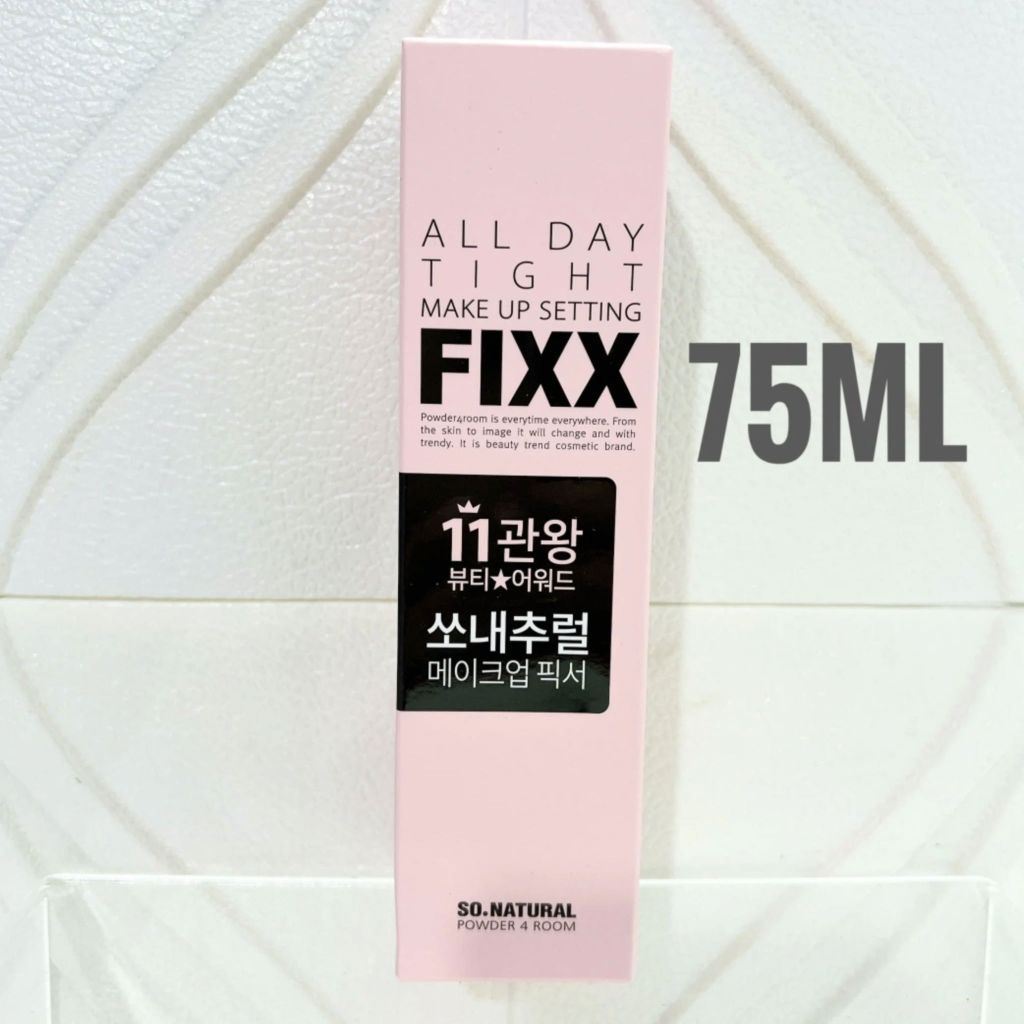 ALL DAY
TIGHT
MAKE UP SETTING
FIXX
Powder4room is everytime everywhere. From
the skin to image it will change and with
trendy. It is beauty trend cosmetic brand.
75ML
11관왕
뷰티★어워드
쏘내추럴
메이크업 픽서
SO.NATURAL
POWDER 4 ROOM